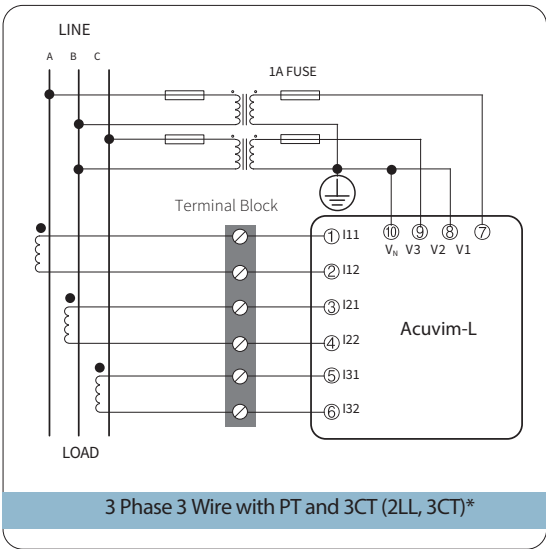 LINE
A B C
1A FUSE
Terminal Block
1 I11
2 I12
3 I21
4 I22
5 I31
6 I32
10 9 8 7
VN V3 V2 V1
Acuvim-L
LOAD
3 Phase 3 Wire with PT and 3CT (2LL, 3CT)*